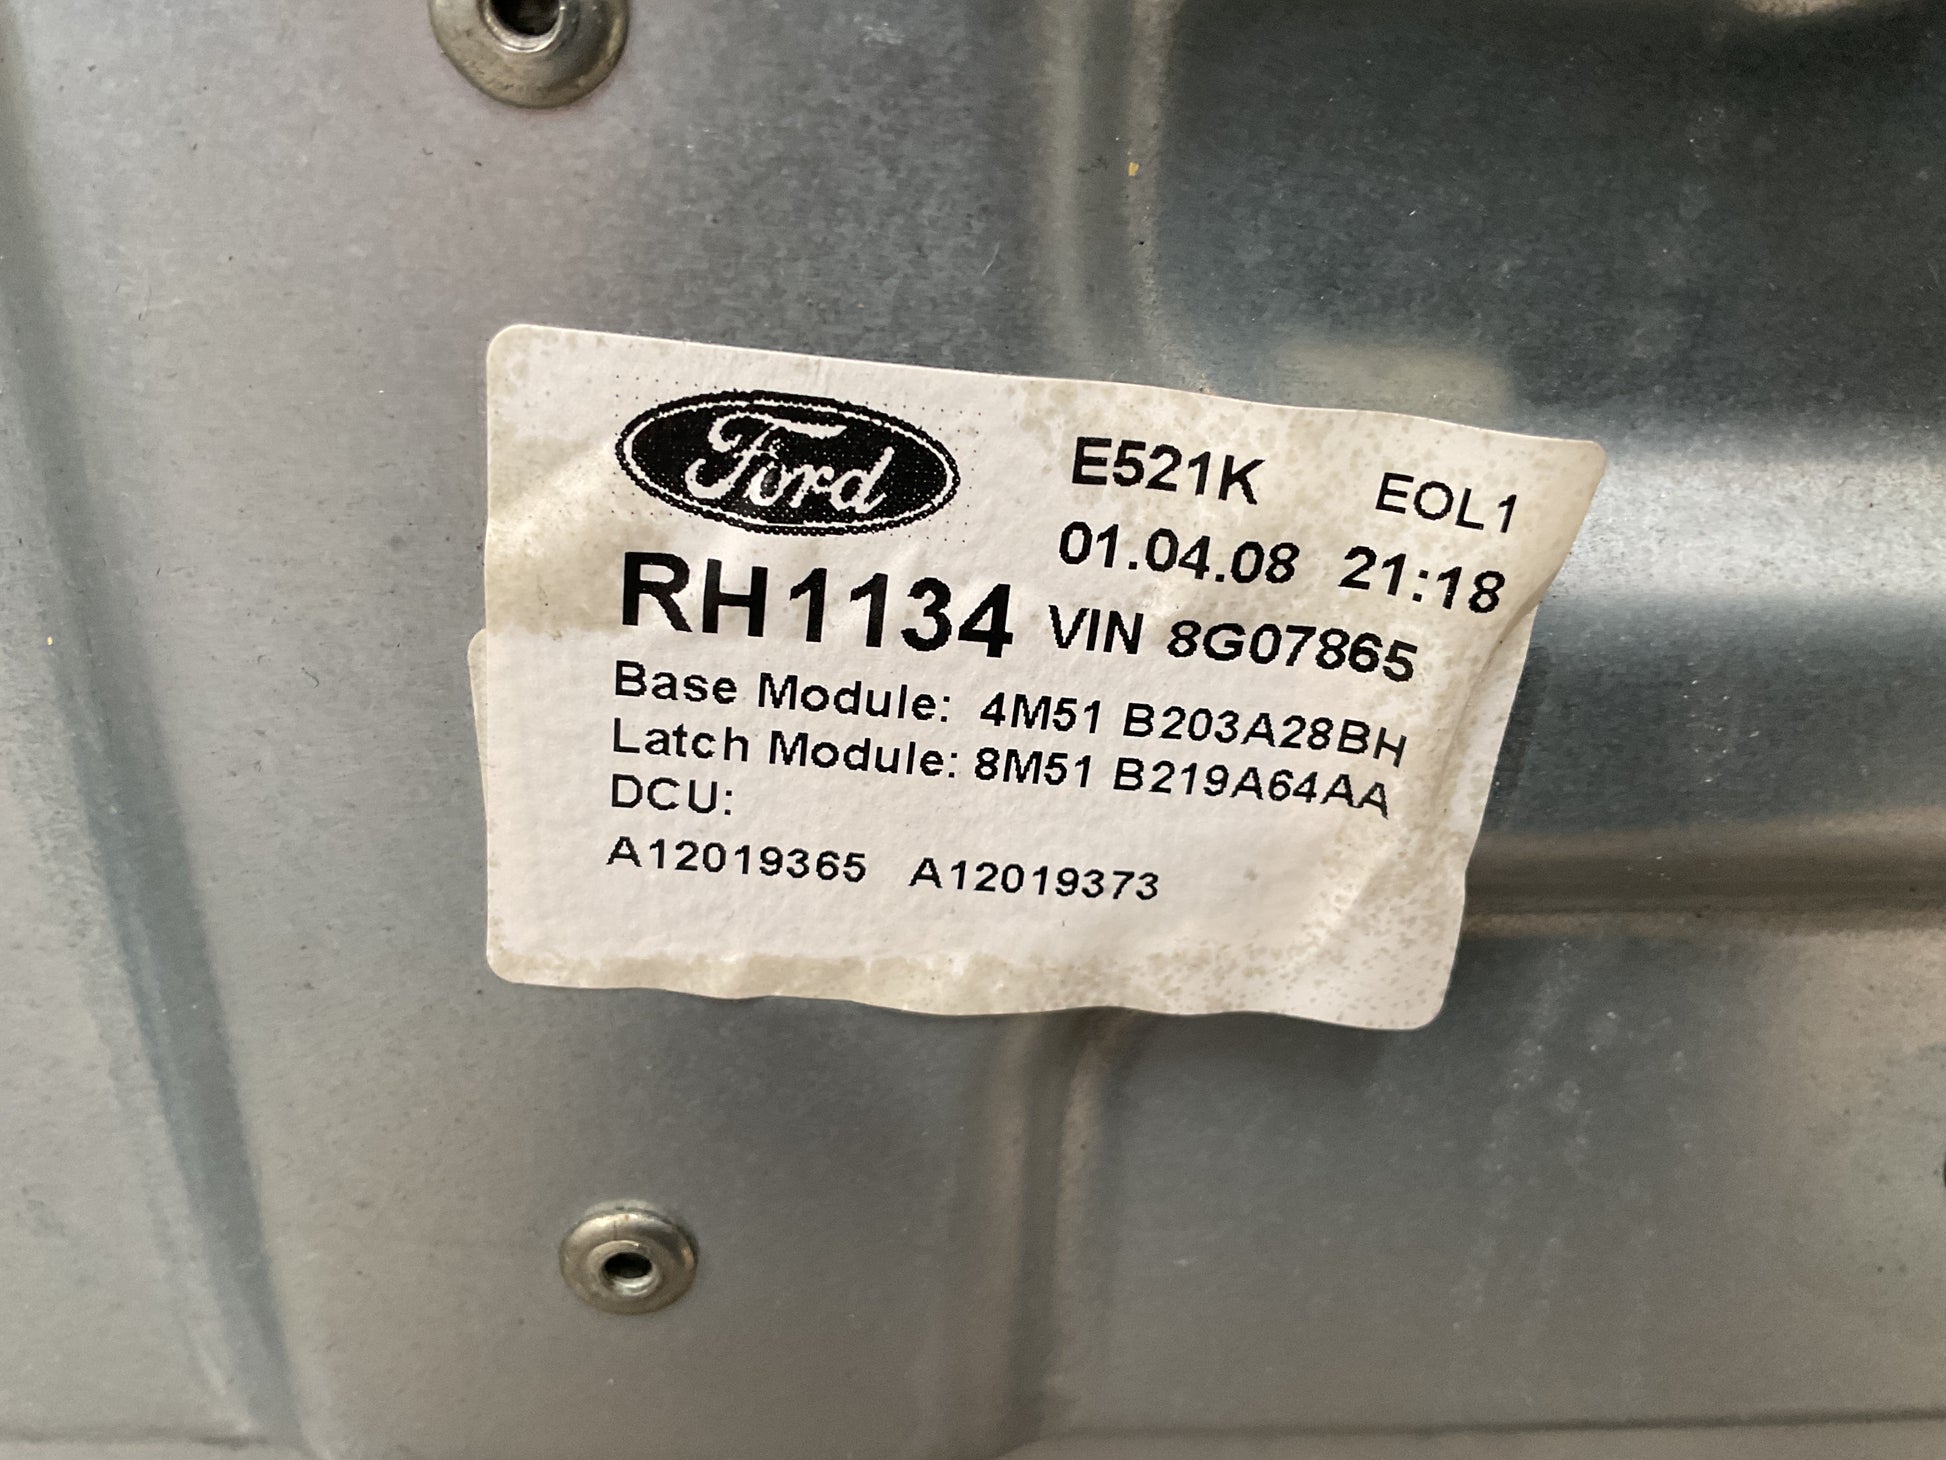 Ford
E521K EOL1
01.04.08 21:18
RH1134 VIN 8G07865
Base Module: 4M51 B203A28BH
Latch Module: 8M51 B219A64AA
DCU:
A12019365 A12019373